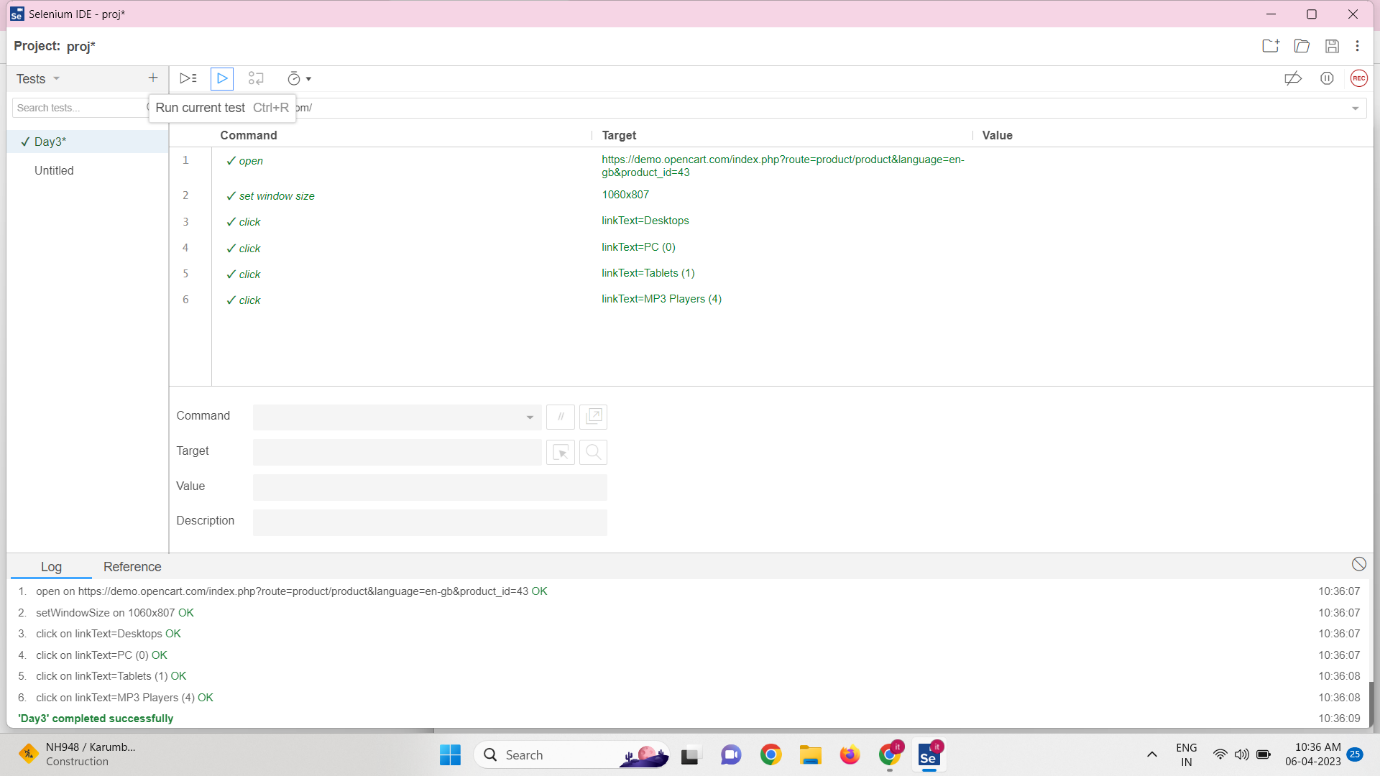 Selenium IDE - proj*
Project: proj*
Tests
Search tests...
Run current test Ctrl+R
om/
Command Target Value
✓ Day3*
Untitled
1 ✓ open https://demo.opencart.com/index.php?route=product/product&language=en-
gb&product_id=43
2 ✓ set window size 1060x807
3 ✓ click linkText=Desktops
4 ✓ click linkText=PC (0)
5 ✓ click linkText=Tablets (1)
6 ✓ click linkText=MP3 Players (4)
Command //
Target
Value
Description
Log Reference
1. open on https://demo.opencart.com/index.php?route=product/product&language=en-gb&product_id=43 OK 10:36:07
2. setWindowSize on 1060x807 OK 10:36:07
3. click on linkText=Desktops OK 10:36:07
4. click on linkText=PC (0) OK 10:36:07
5. click on linkText=Tablets (1) OK 10:36:08
6. click on linkText=MP3 Players (4) OK 10:36:08
'Day3' completed successfully 10:36:09
NH948 / Karumb...
Construction
Search
ENG
IN
10:36 AM
06-04-2023
25
Se
REC
it
it
Se